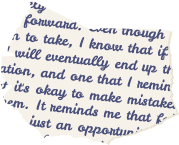 forward. Even though
to take, I know that if
will eventually end up th
ation, and one that I remin
it's okay to make mistake
em. It reminds me that f
just an opportuni